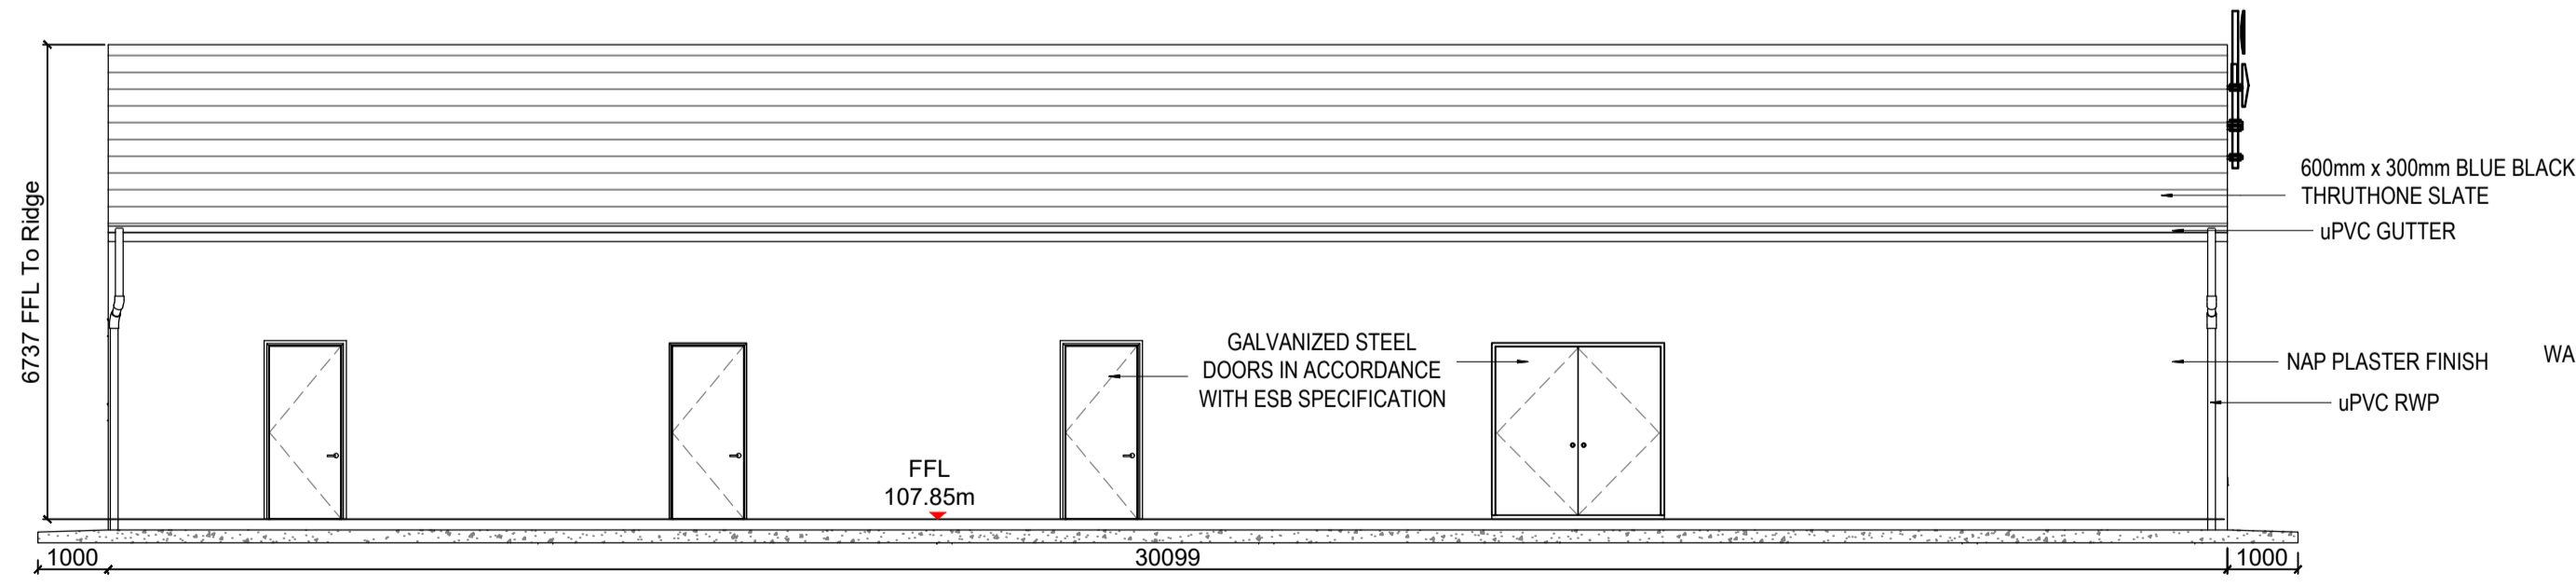 6737 FFL To Ridge
600mm x 300mm BLUE BLACK
THRUTHONE SLATE
uPVC GUTTER
GALVANIZED STEEL
DOORS IN ACCORDANCE
WITH ESB SPECIFICATION
NAP PLASTER FINISH
WA
uPVC RWP
FFL
107.85m
1000
30099
1000